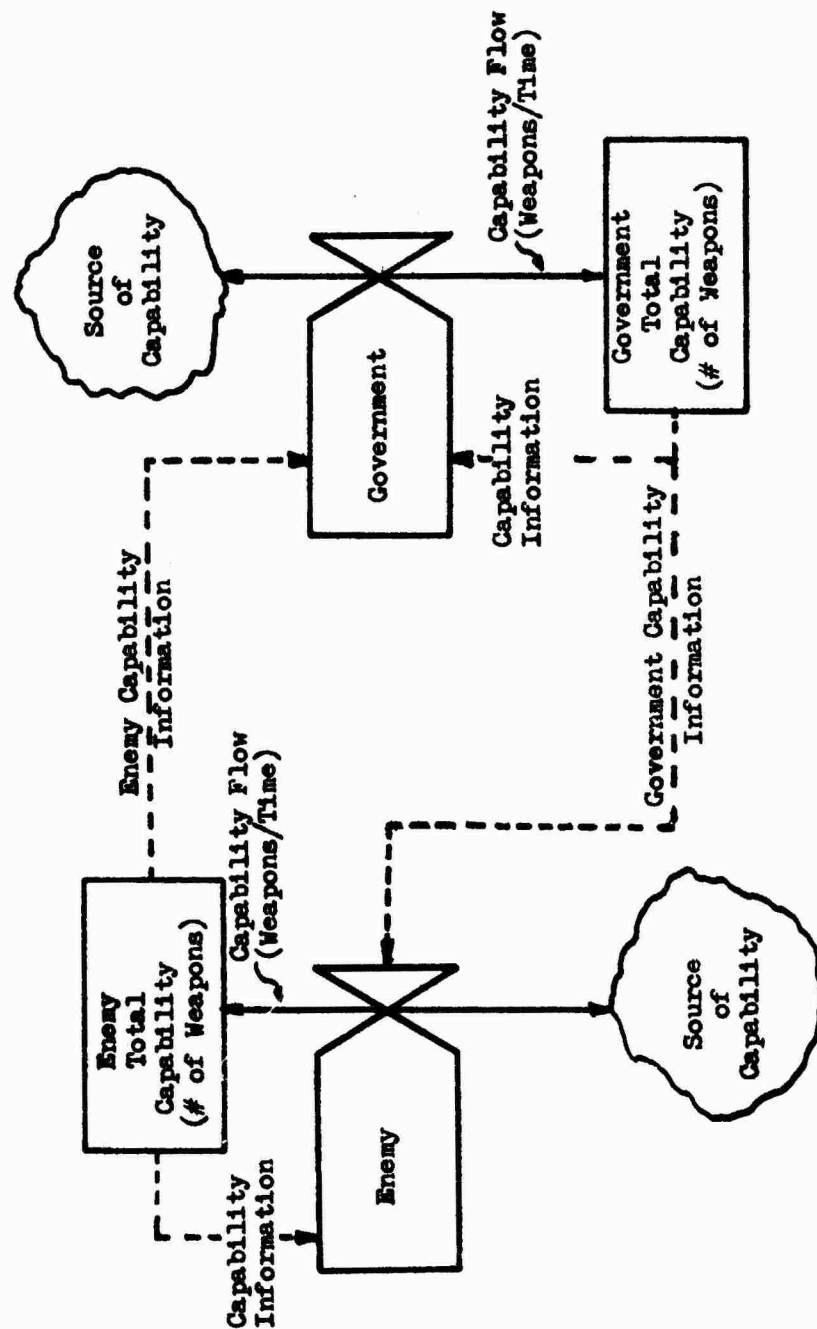 Enemy
Total
Capability
(# of Weapons)
Enemy Capability
Information
Source
of
Capability
Capability
Information
Capability Flow
(Weapons/Time)
Enemy
Government
Capability
Information
Capability Flow
(Weapons/Time)
Government Capability
Information
Government
Total
Capability
(# of Weapons)
Source
of
Capability